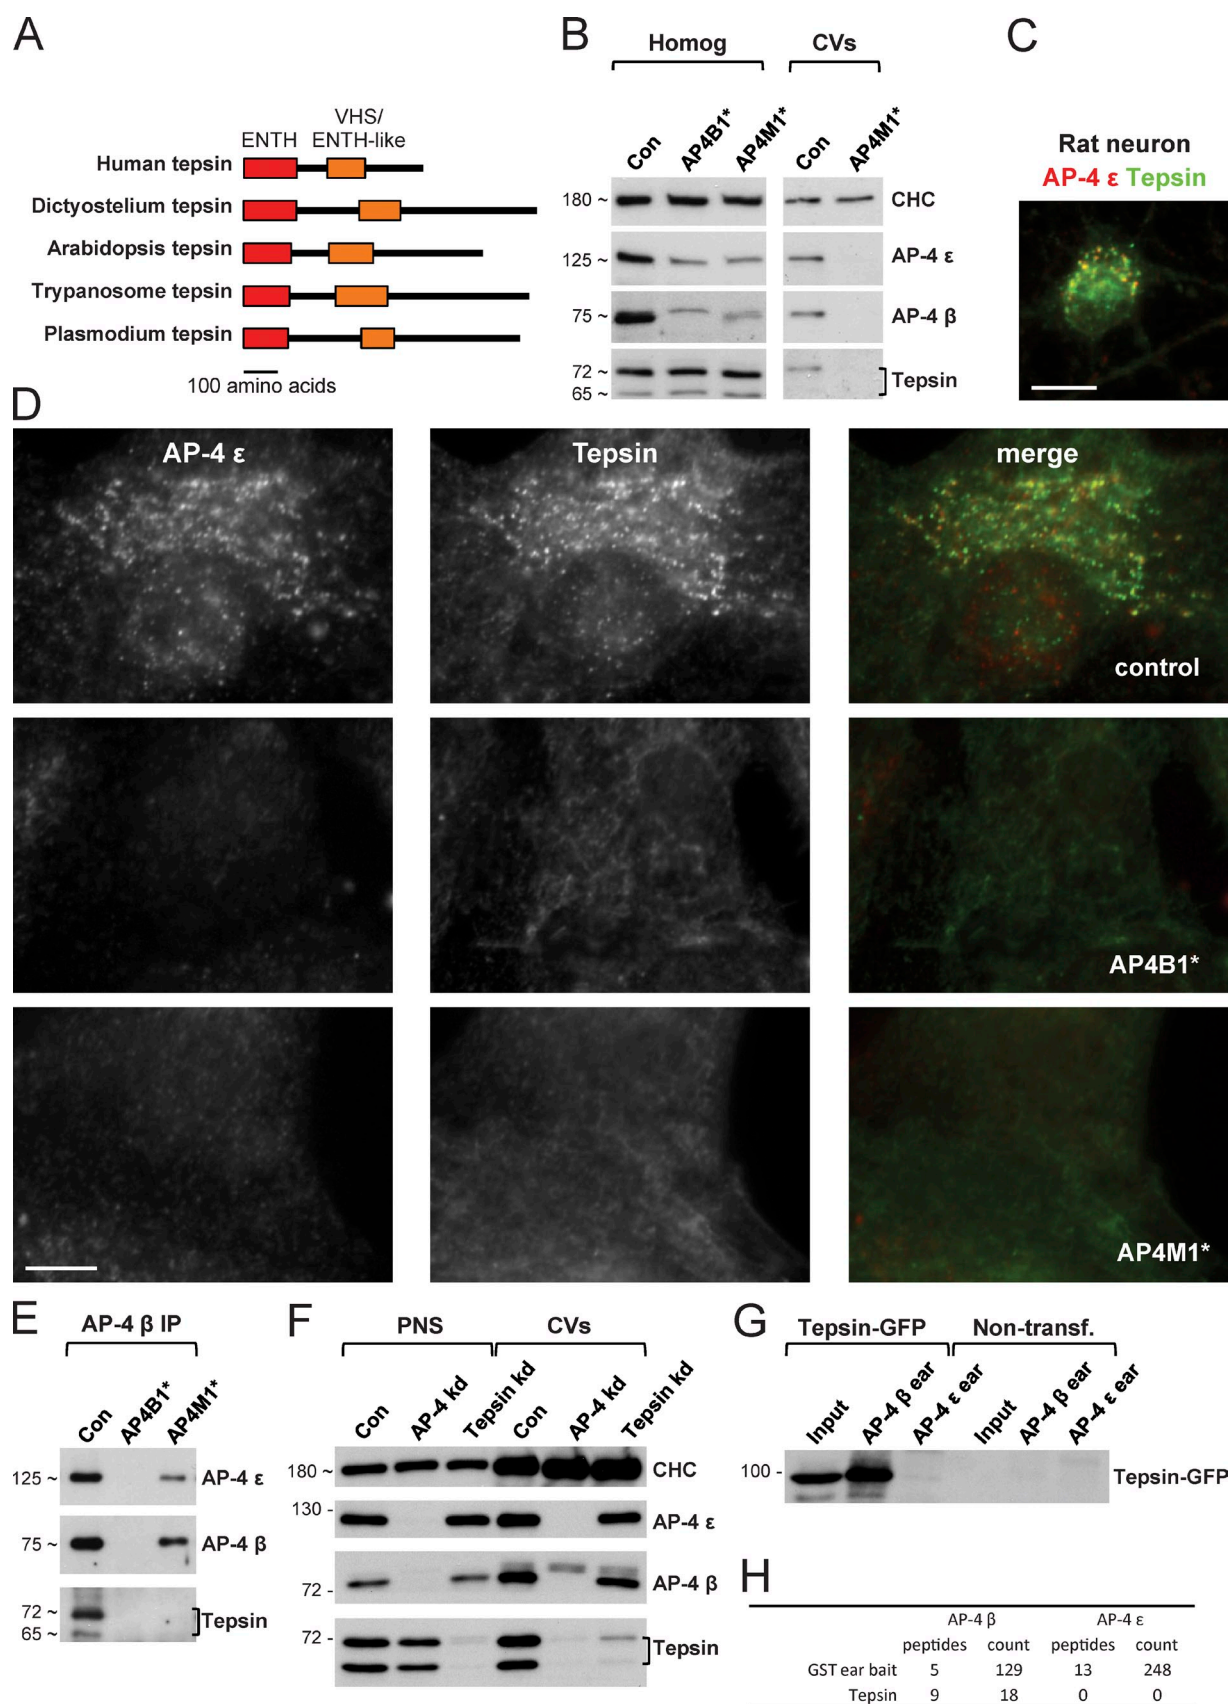 A
ENTH
VHS/
ENTH-like
Human tepsin
Dictyostelium tepsin
Arabidopsis tepsin
Trypanosome tepsin
Plasmodium tepsin
100 amino acids
B
Homog
CVs
Con
AP4B1*
AP4M1*
Con
AP4M1*
180 ~ CHC
125 ~ AP-4 ε
75 ~ AP-4 β
72 ~
65 ~
Tepsin
C
Rat neuron
AP-4 ε Tepsin
D
AP-4 ε
Tepsin
merge
control
AP4B1*
AP4M1*
E
AP-4 β IP
Con
AP4B1*
AP4M1*
125 ~ AP-4 ε
75 ~ AP-4 β
72 ~
65 ~
Tepsin
F
PNS
CVs
Con
AP-4 kd
Tepsin kd
Con
AP-4 kd
Tepsin kd
180 ~ CHC
130 -
AP-4 ε
AP-4 β
72 -
72 -
Tepsin
G
Tepsin-GFP
Non-transf.
Input
AP-4 β ear
AP-4 ε ear
Input
AP-4 β ear
AP-4 ε ear
100 - Tepsin-GFP
H
AP-4 β AP-4 ε
peptides count peptides count
GST ear bait 5 129 13 248
Tepsin 9 18 0 0